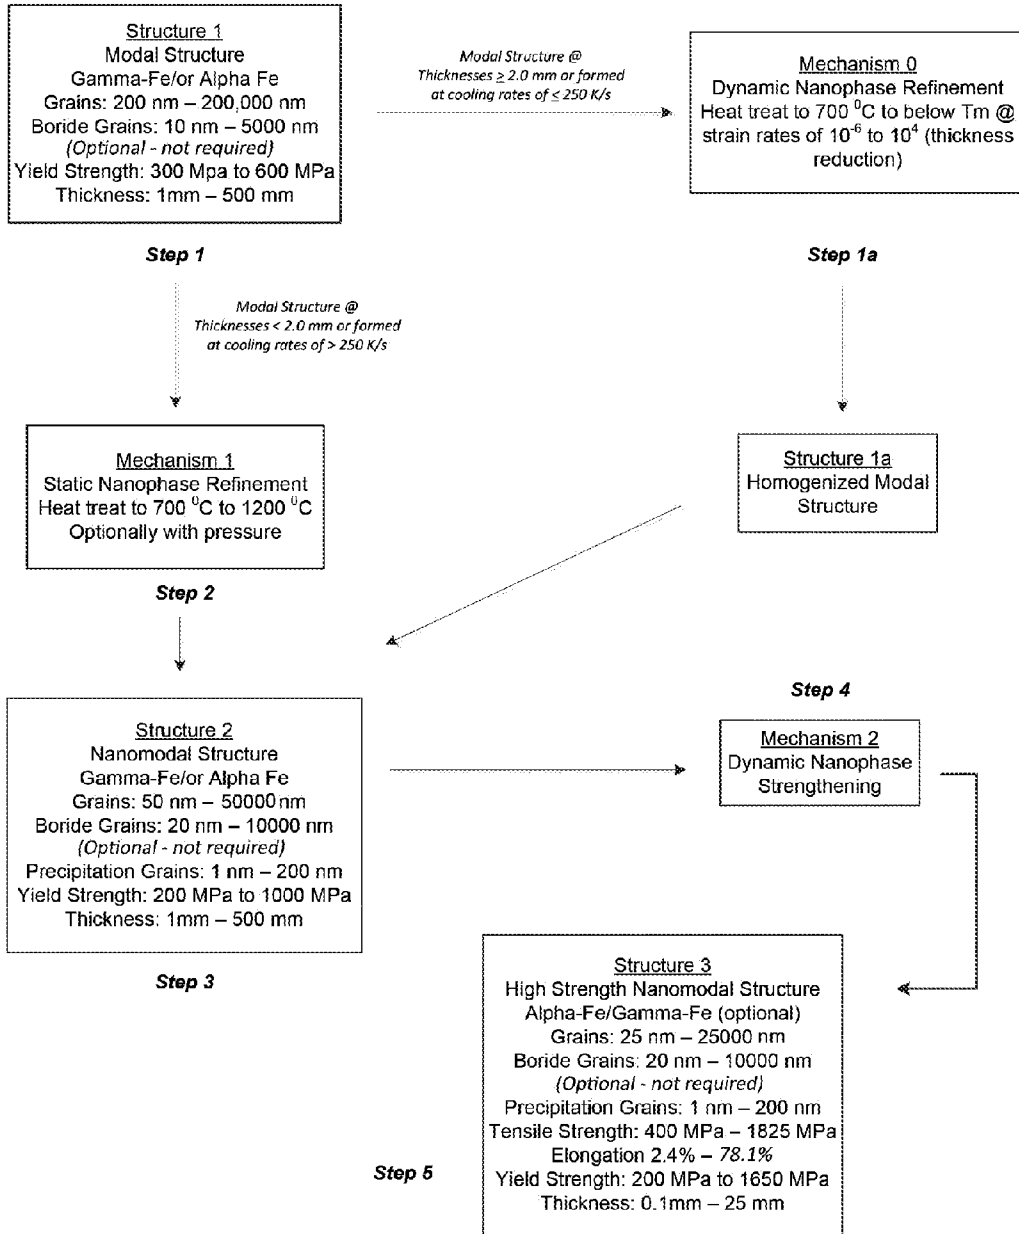 Structure 1
Modal Structure
Gamma-Fe/or Alpha Fe
Grains: 200 nm – 200,000 nm
Boride Grains: 10 nm – 5000 nm
(Optional - not required)
Yield Strength: 300 Mpa to 600 MPa
Thickness: 1mm – 500 mm
Modal Structure @
Thicknesses ≥ 2.0 mm or formed
at cooling rates of ≤ 250 K/s
Mechanism 0
Dynamic Nanophase Refinement
Heat treat to 700 ⁰C to below Tm @
strain rates of 10⁻⁶ to 10⁴ (thickness
reduction)
Step 1
Step 1a
Modal Structure @
Thicknesses < 2.0 mm or formed
at cooling rates of > 250 K/s
Mechanism 1
Static Nanophase Refinement
Heat treat to 700 ⁰C to 1200 ⁰C
Optionally with pressure
Structure 1a
Homogenized Modal
Structure
Step 2
Structure 2
Nanomodal Structure
Gamma-Fe/or Alpha Fe
Grains: 50 nm – 50000 nm
Boride Grains: 20 nm – 10000 nm
(Optional - not required)
Precipitation Grains: 1 nm – 200 nm
Yield Strength: 200 MPa to 1000 MPa
Thickness: 1mm – 500 mm
Step 4
Mechanism 2
Dynamic Nanophase
Strengthening
Step 3
Structure 3
High Strength Nanomodal Structure
Alpha-Fe/Gamma-Fe (optional)
Grains: 25 nm – 25000 nm
Boride Grains: 20 nm – 10000 nm
(Optional - not required)
Precipitation Grains: 1 nm – 200 nm
Tensile Strength: 400 MPa – 1825 MPa
Elongation 2.4% – 78.1%
Yield Strength: 200 MPa to 1650 MPa
Thickness: 0.1mm – 25 mm
Step 5